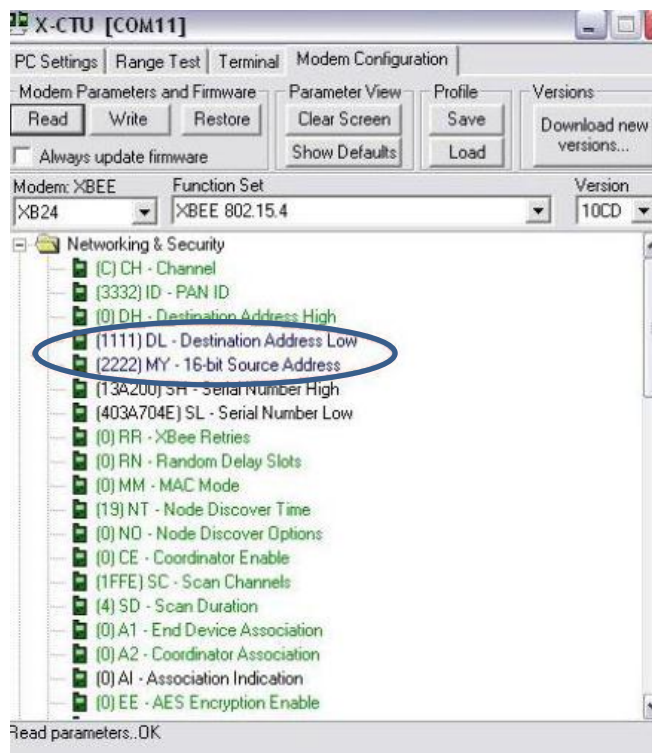 X-CTU [COM11]
PC Settings Range Test Terminal Modem Configuration
Modem Parameters and Firmware Parameter View Profile Versions
Read Write Restore Clear Screen Save Download new versions...
Always update firmware Show Defaults Load
Modem: XBEE Function Set Version
XB24 XBEE 802.15.4 10CD
Networking & Security
(C) CH - Channel
(3332) ID - PAN ID
(0) DH - Destination Address High
(1111) DL - Destination Address Low
(2222) MY - 16-bit Source Address
(13A200) SH - Serial Number High
(403A704E) SL - Serial Number Low
(0) RR - XBee Retries
(0) RN - Random Delay Slots
(0) MM - MAC Mode
(19) NT - Node Discover Time
(0) NO - Node Discover Options
(0) CE - Coordinator Enable
(1FFE) SC - Scan Channels
(4) SD - Scan Duration
(0) A1 - End Device Association
(0) A2 - Coordinator Association
(0) AI - Association Indication
(0) EE - AES Encryption Enable
Read parameters..OK